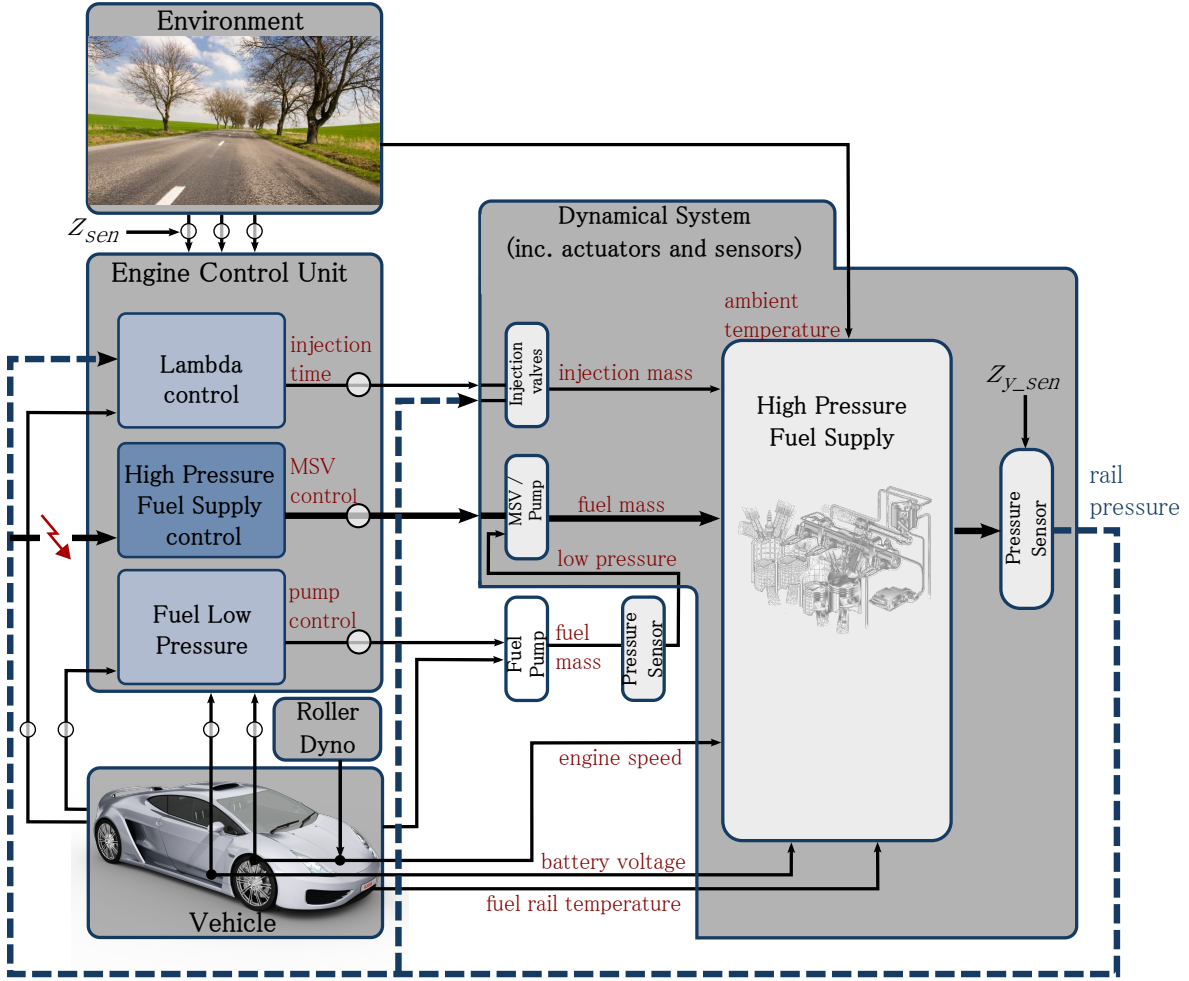 Environment
Z_sen
Engine Control Unit
Lambda
control
injection
time
High Pressure
Fuel Supply
control
MSV
control
Fuel Low
Pressure
pump
control
Roller
Dyno
Vehicle
Dynamical System
(inc. actuators and sensors)
Injection
valves
injection mass
MSV /
Pump
fuel mass
low pressure
Fuel
Pump
fuel
mass
Pressure
Sensor
ambient
temperature
High Pressure
Fuel Supply
engine speed
battery voltage
fuel rail temperature
Z_y_sen
Pressure
Sensor
rail
pressure